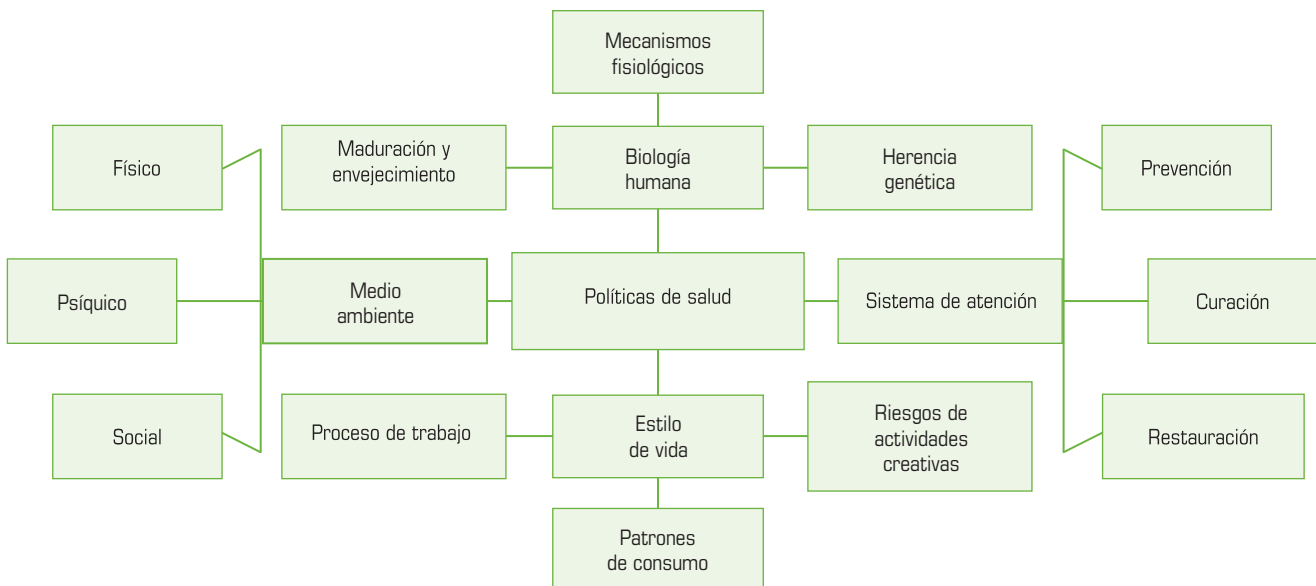 Mecanismos
fisiológicos
Físico
Maduración y
envejecimiento
Biología
humana
Herencia
genética
Prevención
Psíquico
Medio
ambiente
Políticas de salud
Sistema de atención
Curación
Social
Proceso de trabajo
Estilo
de vida
Riesgos de
actividades
creativas
Restauración
Patrones
de consumo